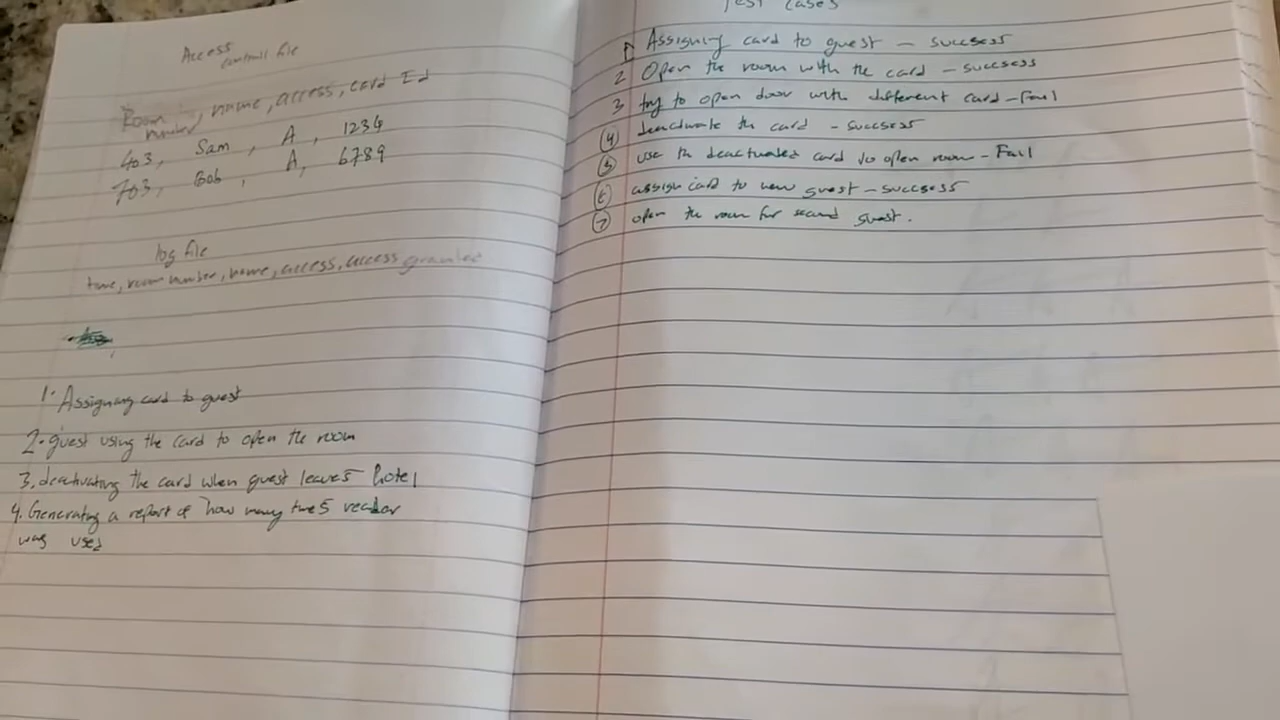 Access
controll file
Room number, name, access, card Id
403, Sam, A, 1234
703, Bob, A, 6789
log file
time, room number, name, access, access granted
1. Assigning card to guest
2. guest using the card to open the room
3. deactivating the card when guest leaves hotel
4. Generating a report of how many times reader
was used
Test Cases
1 Assigning card to guest - succsess
2 Open the room with the card - succsess
3 try to open door with different card - Fail
4 deactivate the card - succsess
5 use the deactivated card to open room - Fail
6 assign card to new guest - succsess
7 open the room for second guest.